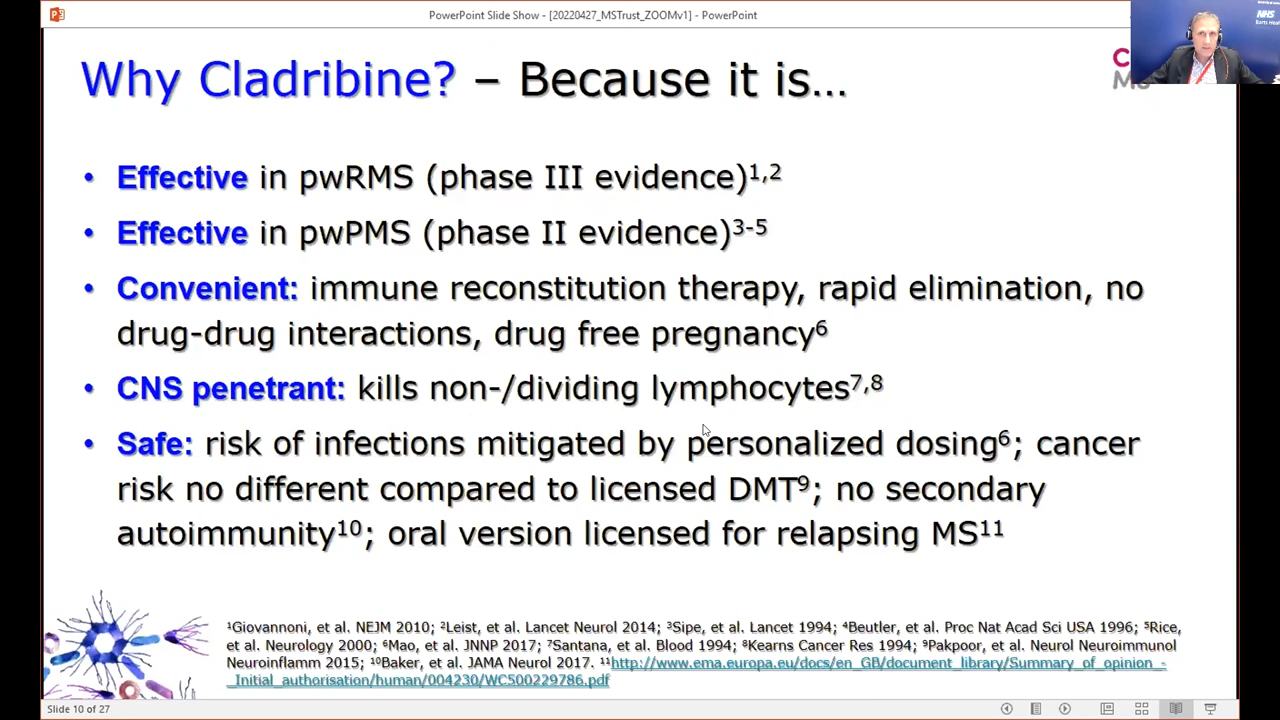 PowerPoint Slide Show - [20220427_MSTrust_ZOOMv1] - PowerPoint
NHS
Why Cladribine? – Because it is…
• Effective in pwRMS (phase III evidence)1,2
• Effective in pwPMS (phase II evidence)3-5
• Convenient: immune reconstitution therapy, rapid elimination, no
drug-drug interactions, drug free pregnancy6
• CNS penetrant: kills non-/dividing lymphocytes7,8
• Safe: risk of infections mitigated by personalized dosing6; cancer
risk no different compared to licensed DMT9; no secondary
autoimmunity10; oral version licensed for relapsing MS11
1Giovannoni, et al. NEJM 2010; 2Leist, et al. Lancet Neurol 2014; 3Sipe, et al. Lancet 1994; 4Beutler, et al. Proc Nat Acad Sci USA 1996; 5Rice,
et al. Neurology 2000; 6Mao, et al. JNNP 2017; 7Santana, et al. Blood 1994; 8Kearns Cancer Res 1994; 9Pakpoor, et al. Neurol Neuroimmunol
Neuroinflamm 2015; 10Baker, et al. JAMA Neurol 2017. 11http://www.ema.europa.eu/docs/en_GB/document_library/Summary_of_opinion_-
_Initial_authorisation/human/004230/WC500229786.pdf
Slide 10 of 27